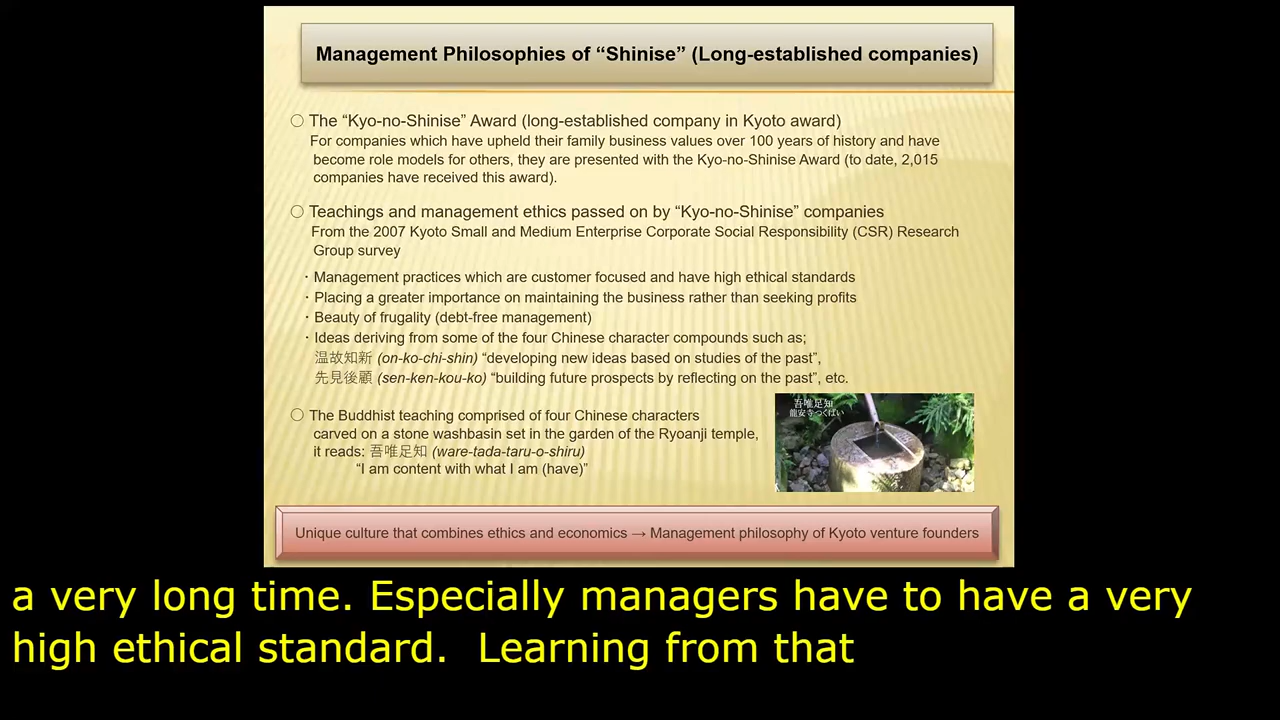 Management Philosophies of “Shinise” (Long-established companies)
○ The “Kyo-no-Shinise” Award (long-established company in Kyoto award)
For companies which have upheld their family business values over 100 years of history and have
become role models for others, they are presented with the Kyo-no-Shinise Award (to date, 2,015
companies have received this award).
○ Teachings and management ethics passed on by “Kyo-no-Shinise” companies
From the 2007 Kyoto Small and Medium Enterprise Corporate Social Responsibility (CSR) Research
Group survey
・Management practices which are customer focused and have high ethical standards
・Placing a greater importance on maintaining the business rather than seeking profits
・Beauty of frugality (debt-free management)
・Ideas deriving from some of the four Chinese character compounds such as;
温故知新 (on-ko-chi-shin) “developing new ideas based on studies of the past”,
先見後顧 (sen-ken-kou-ko) “building future prospects by reflecting on the past”, etc.
○ The Buddhist teaching comprised of four Chinese characters
carved on a stone washbasin set in the garden of the Ryoanji temple,
it reads: 吾唯足知 (ware-tada-taru-o-shiru)
“I am content with what I am (have)”
吾唯足知
龍安寺つくばい
Unique culture that combines ethics and economics → Management philosophy of Kyoto venture founders
a very long time. Especially managers have to have a very
high ethical standard.  Learning from that